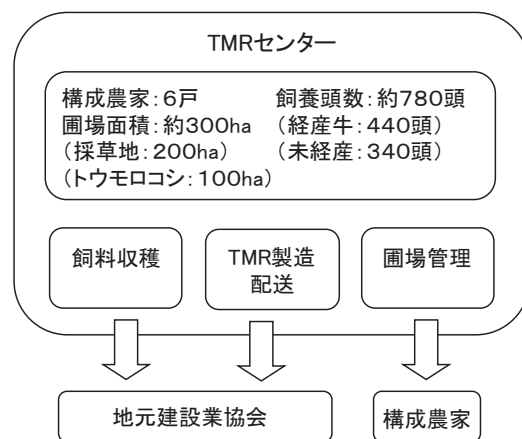 TMRセンター
構成農家：6戸　飼養頭数：約780頭
圃場面積：約300ha　（経産牛：440頭）
（採草地：200ha）　（未経産：340頭）
（トウモロコシ：100ha）
飼料収穫
TMR製造
配送
圃場管理
地元建設業協会
構成農家